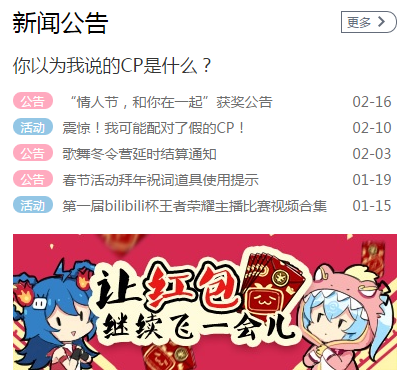 新闻公告 更多
你以为我说的CP是什么？
公告 “情人节，和你在一起”获奖公告 02-16
活动 震惊！我可能配对了假的CP！ 02-10
公告 歌舞冬令营延时结算通知 02-03
公告 春节活动拜年祝词道具使用提示 01-19
活动 第一届bilibili杯王者荣耀主播比赛视频合集 01-15
让红包
继续飞一会儿